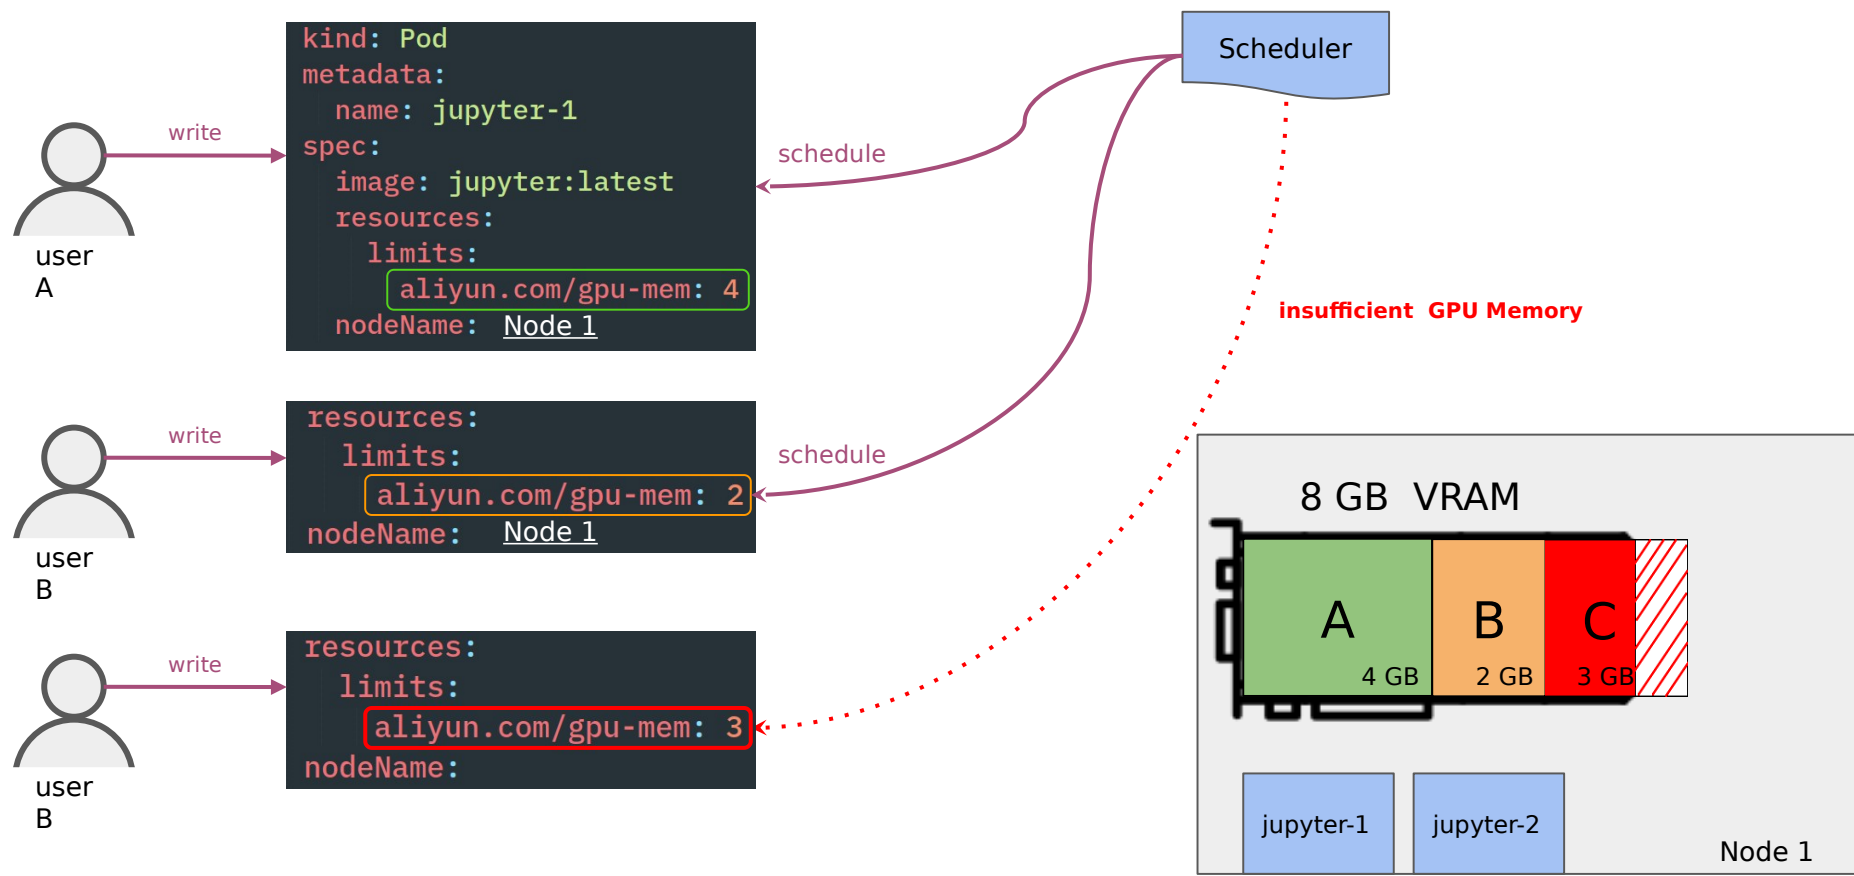 kind: Pod
metadata:
name: jupyter-1
spec:
image: jupyter:latest
resources:
limits:
aliyun.com/gpu-mem: 4
nodeName: Node 1
write
user
A
schedule
Scheduler
insufficient GPU Memory
resources:
limits:
aliyun.com/gpu-mem: 2
nodeName: Node 1
write
user
B
schedule
resources:
limits:
aliyun.com/gpu-mem: 3
nodeName:
write
user
B
8 GB VRAM
A
4 GB
B
2 GB
C
3 GB
jupyter-1
jupyter-2
Node 1